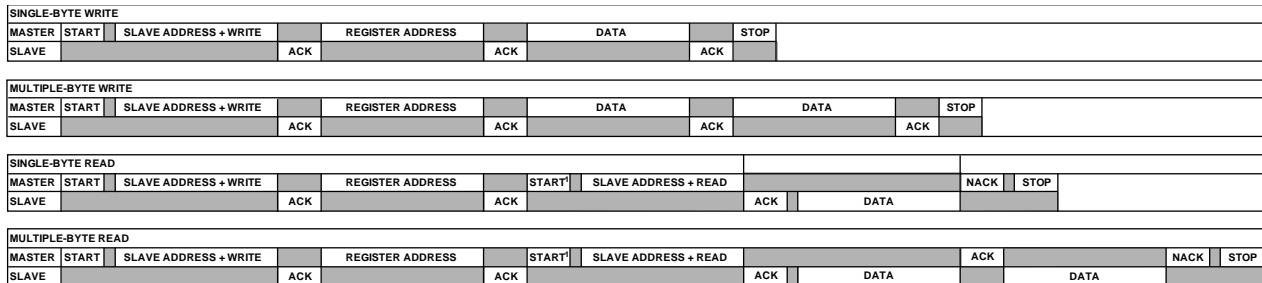 SINGLE-BYTE WRITE
MASTER START SLAVE ADDRESS + WRITE REGISTER ADDRESS DATA STOP
SLAVE ACK ACK ACK
MULTIPLE-BYTE WRITE
MASTER START SLAVE ADDRESS + WRITE REGISTER ADDRESS DATA DATA STOP
SLAVE ACK ACK ACK ACK
SINGLE-BYTE READ
MASTER START SLAVE ADDRESS + WRITE REGISTER ADDRESS START¹ SLAVE ADDRESS + READ NACK STOP
SLAVE ACK ACK ACK DATA
MULTIPLE-BYTE READ
MASTER START SLAVE ADDRESS + WRITE REGISTER ADDRESS START¹ SLAVE ADDRESS + READ ACK NACK STOP
SLAVE ACK ACK ACK DATA DATA